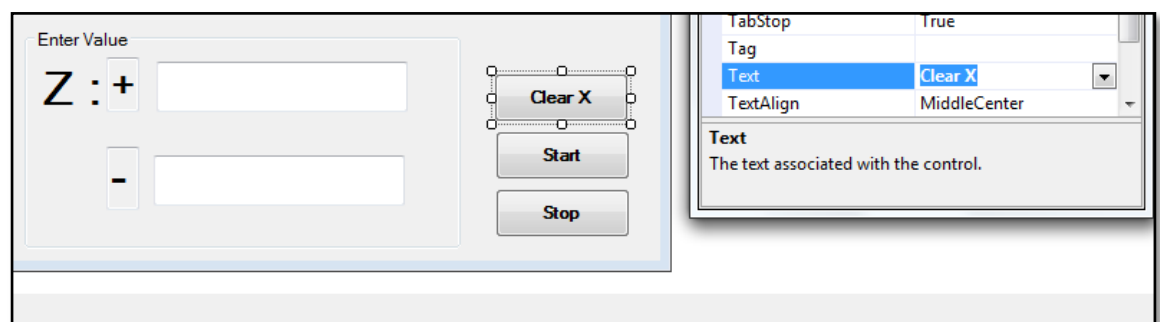 Enter Value
Z : +
-
Clear X
Start
Stop
TabStop True
Tag
Text Clear X
TextAlign MiddleCenter
Text
The text associated with the control.